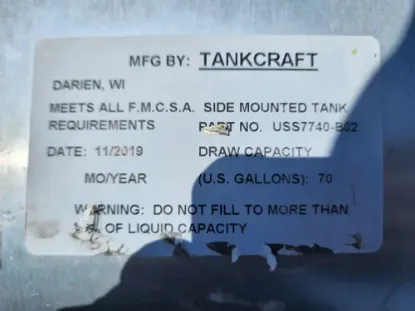 MFG BY: TANKCRAFT
DARIEN, WI
MEETS ALL F.M.C.S.A. SIDE MOUNTED TANK
REQUIREMENTS PART NO. USS7740-B02
DATE: 11/2019 DRAW CAPACITY
MO/YEAR (U.S. GALLONS): 70
WARNING: DO NOT FILL TO MORE THAN
OF LIQUID CAPACITY